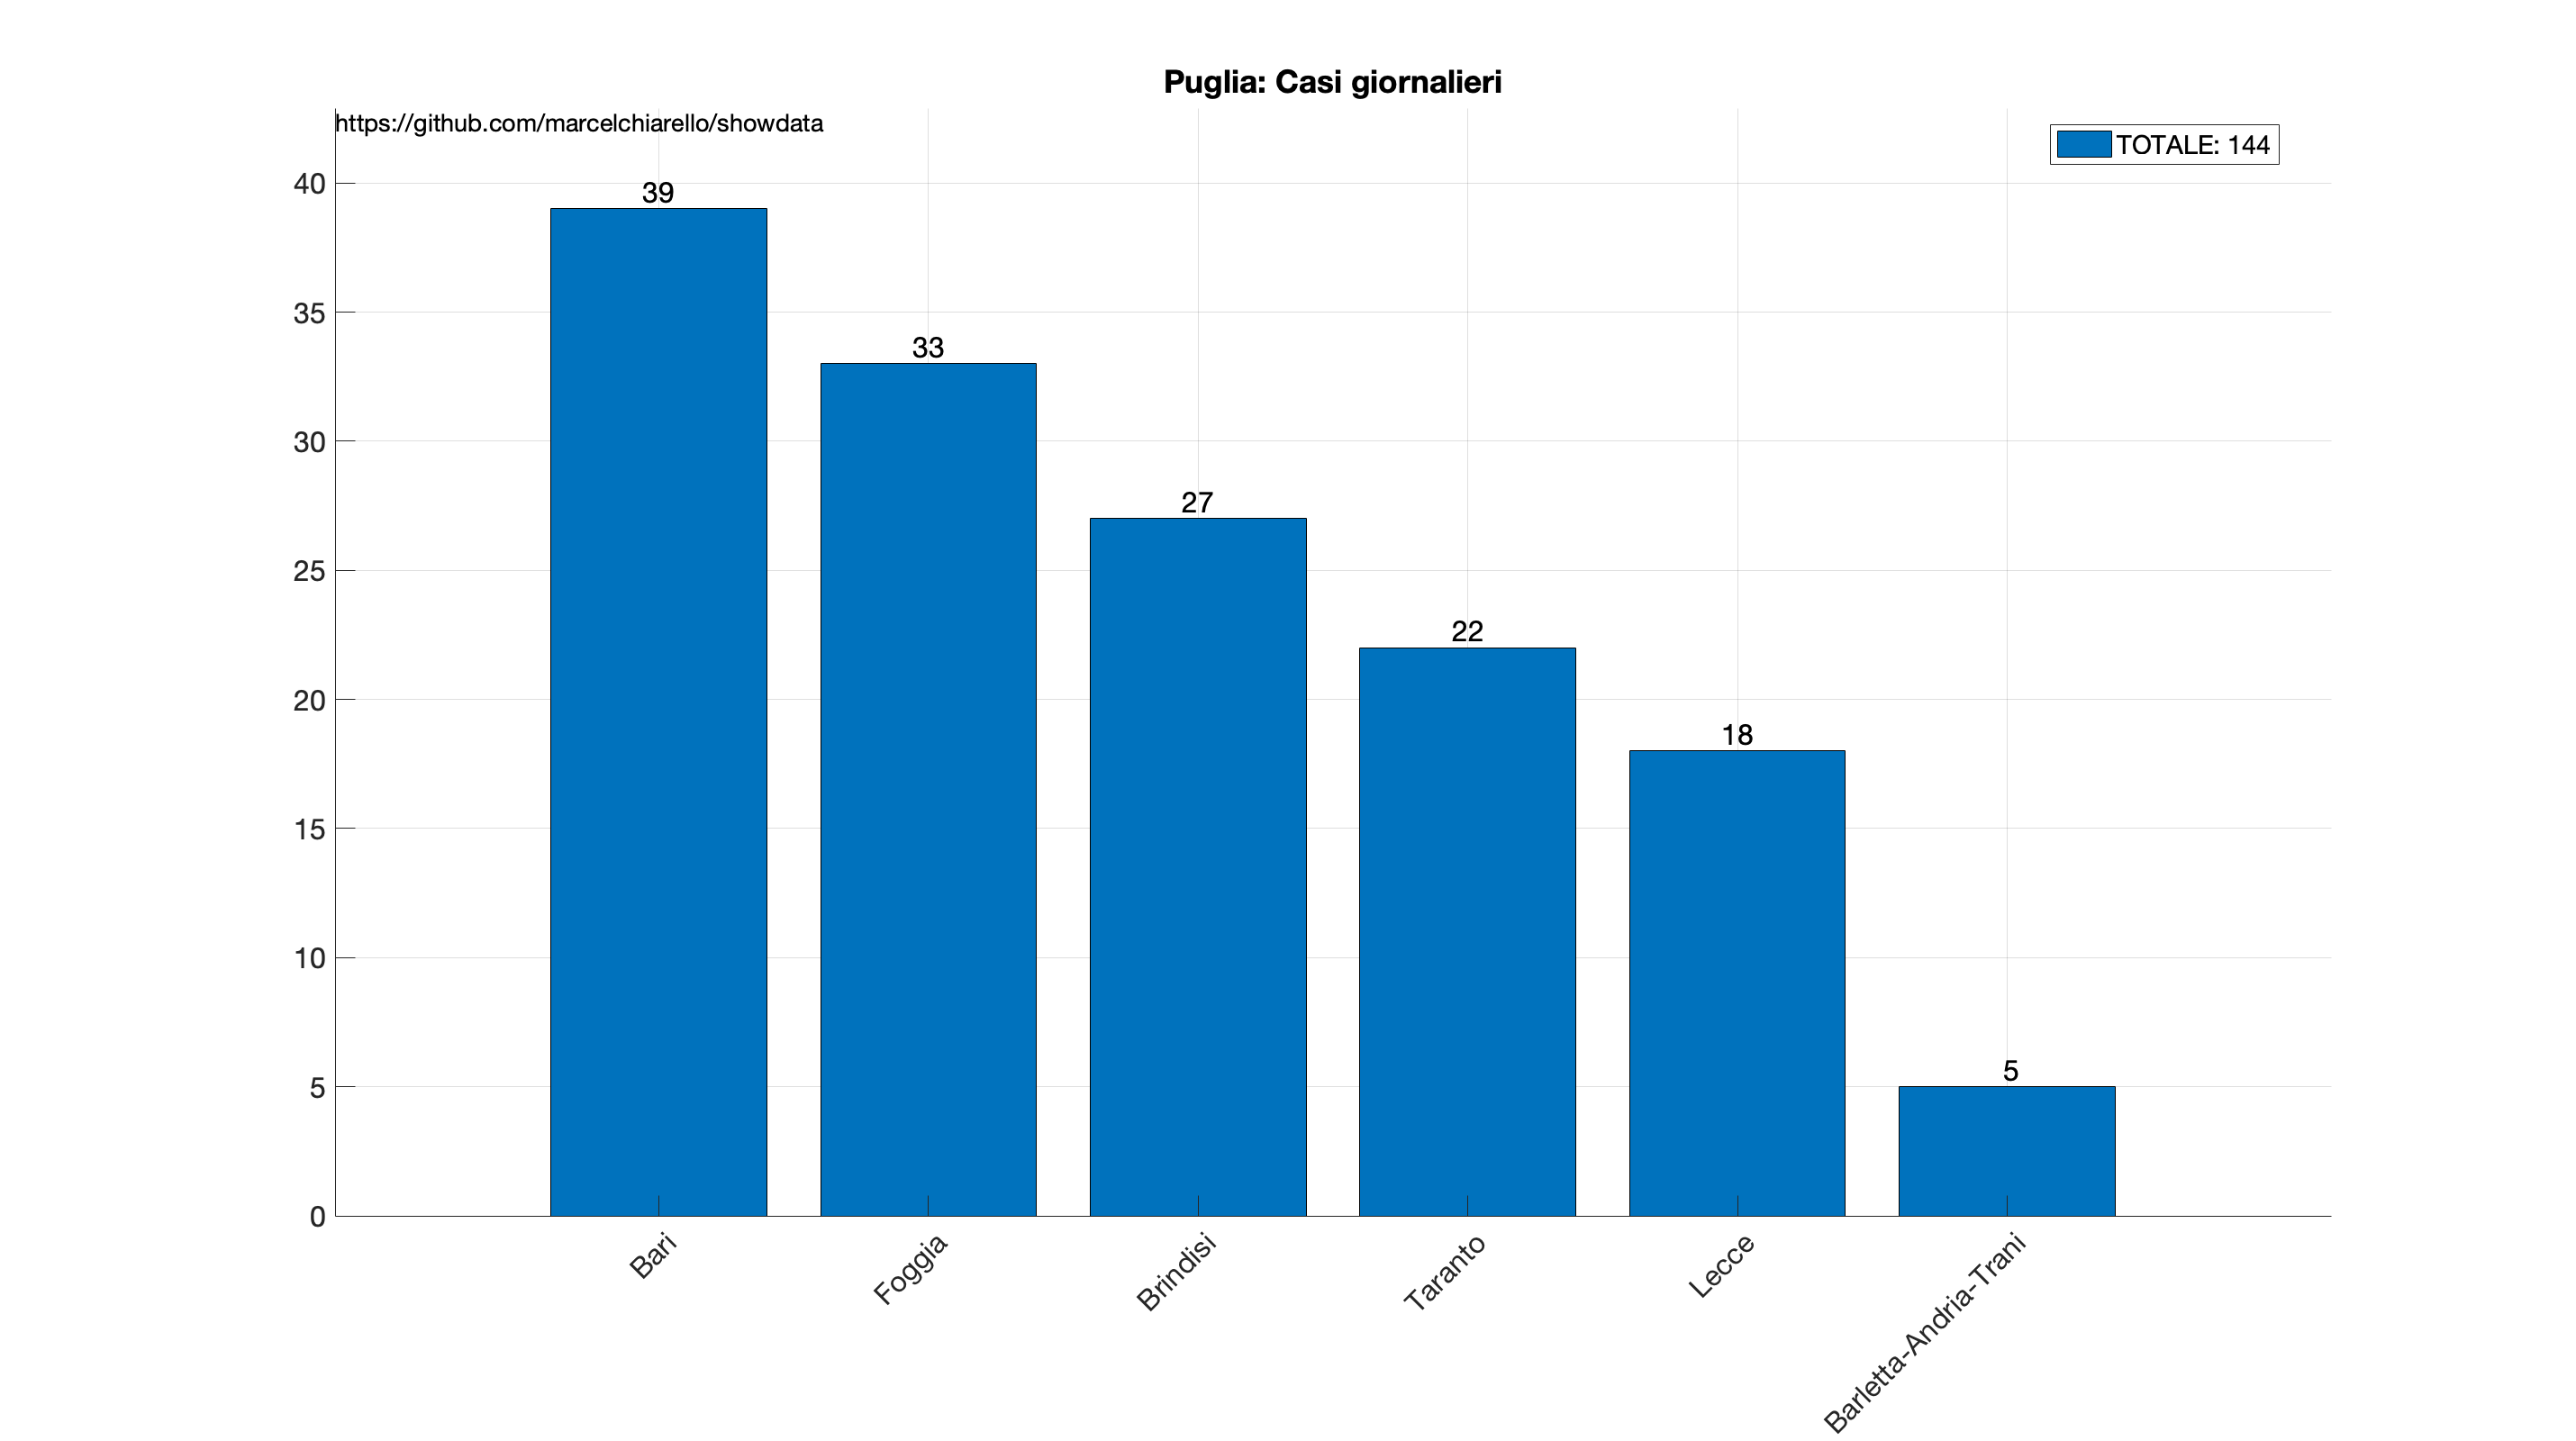 Puglia: Casi giornalieri
https://github.com/marcelchiarello/showdata
TOTALE: 144
40
35
30
25
20
15
10
5
0
39
33
27
22
18
5
Bari
Foggia
Brindisi
Taranto
Lecce
Barletta-Andria-Trani